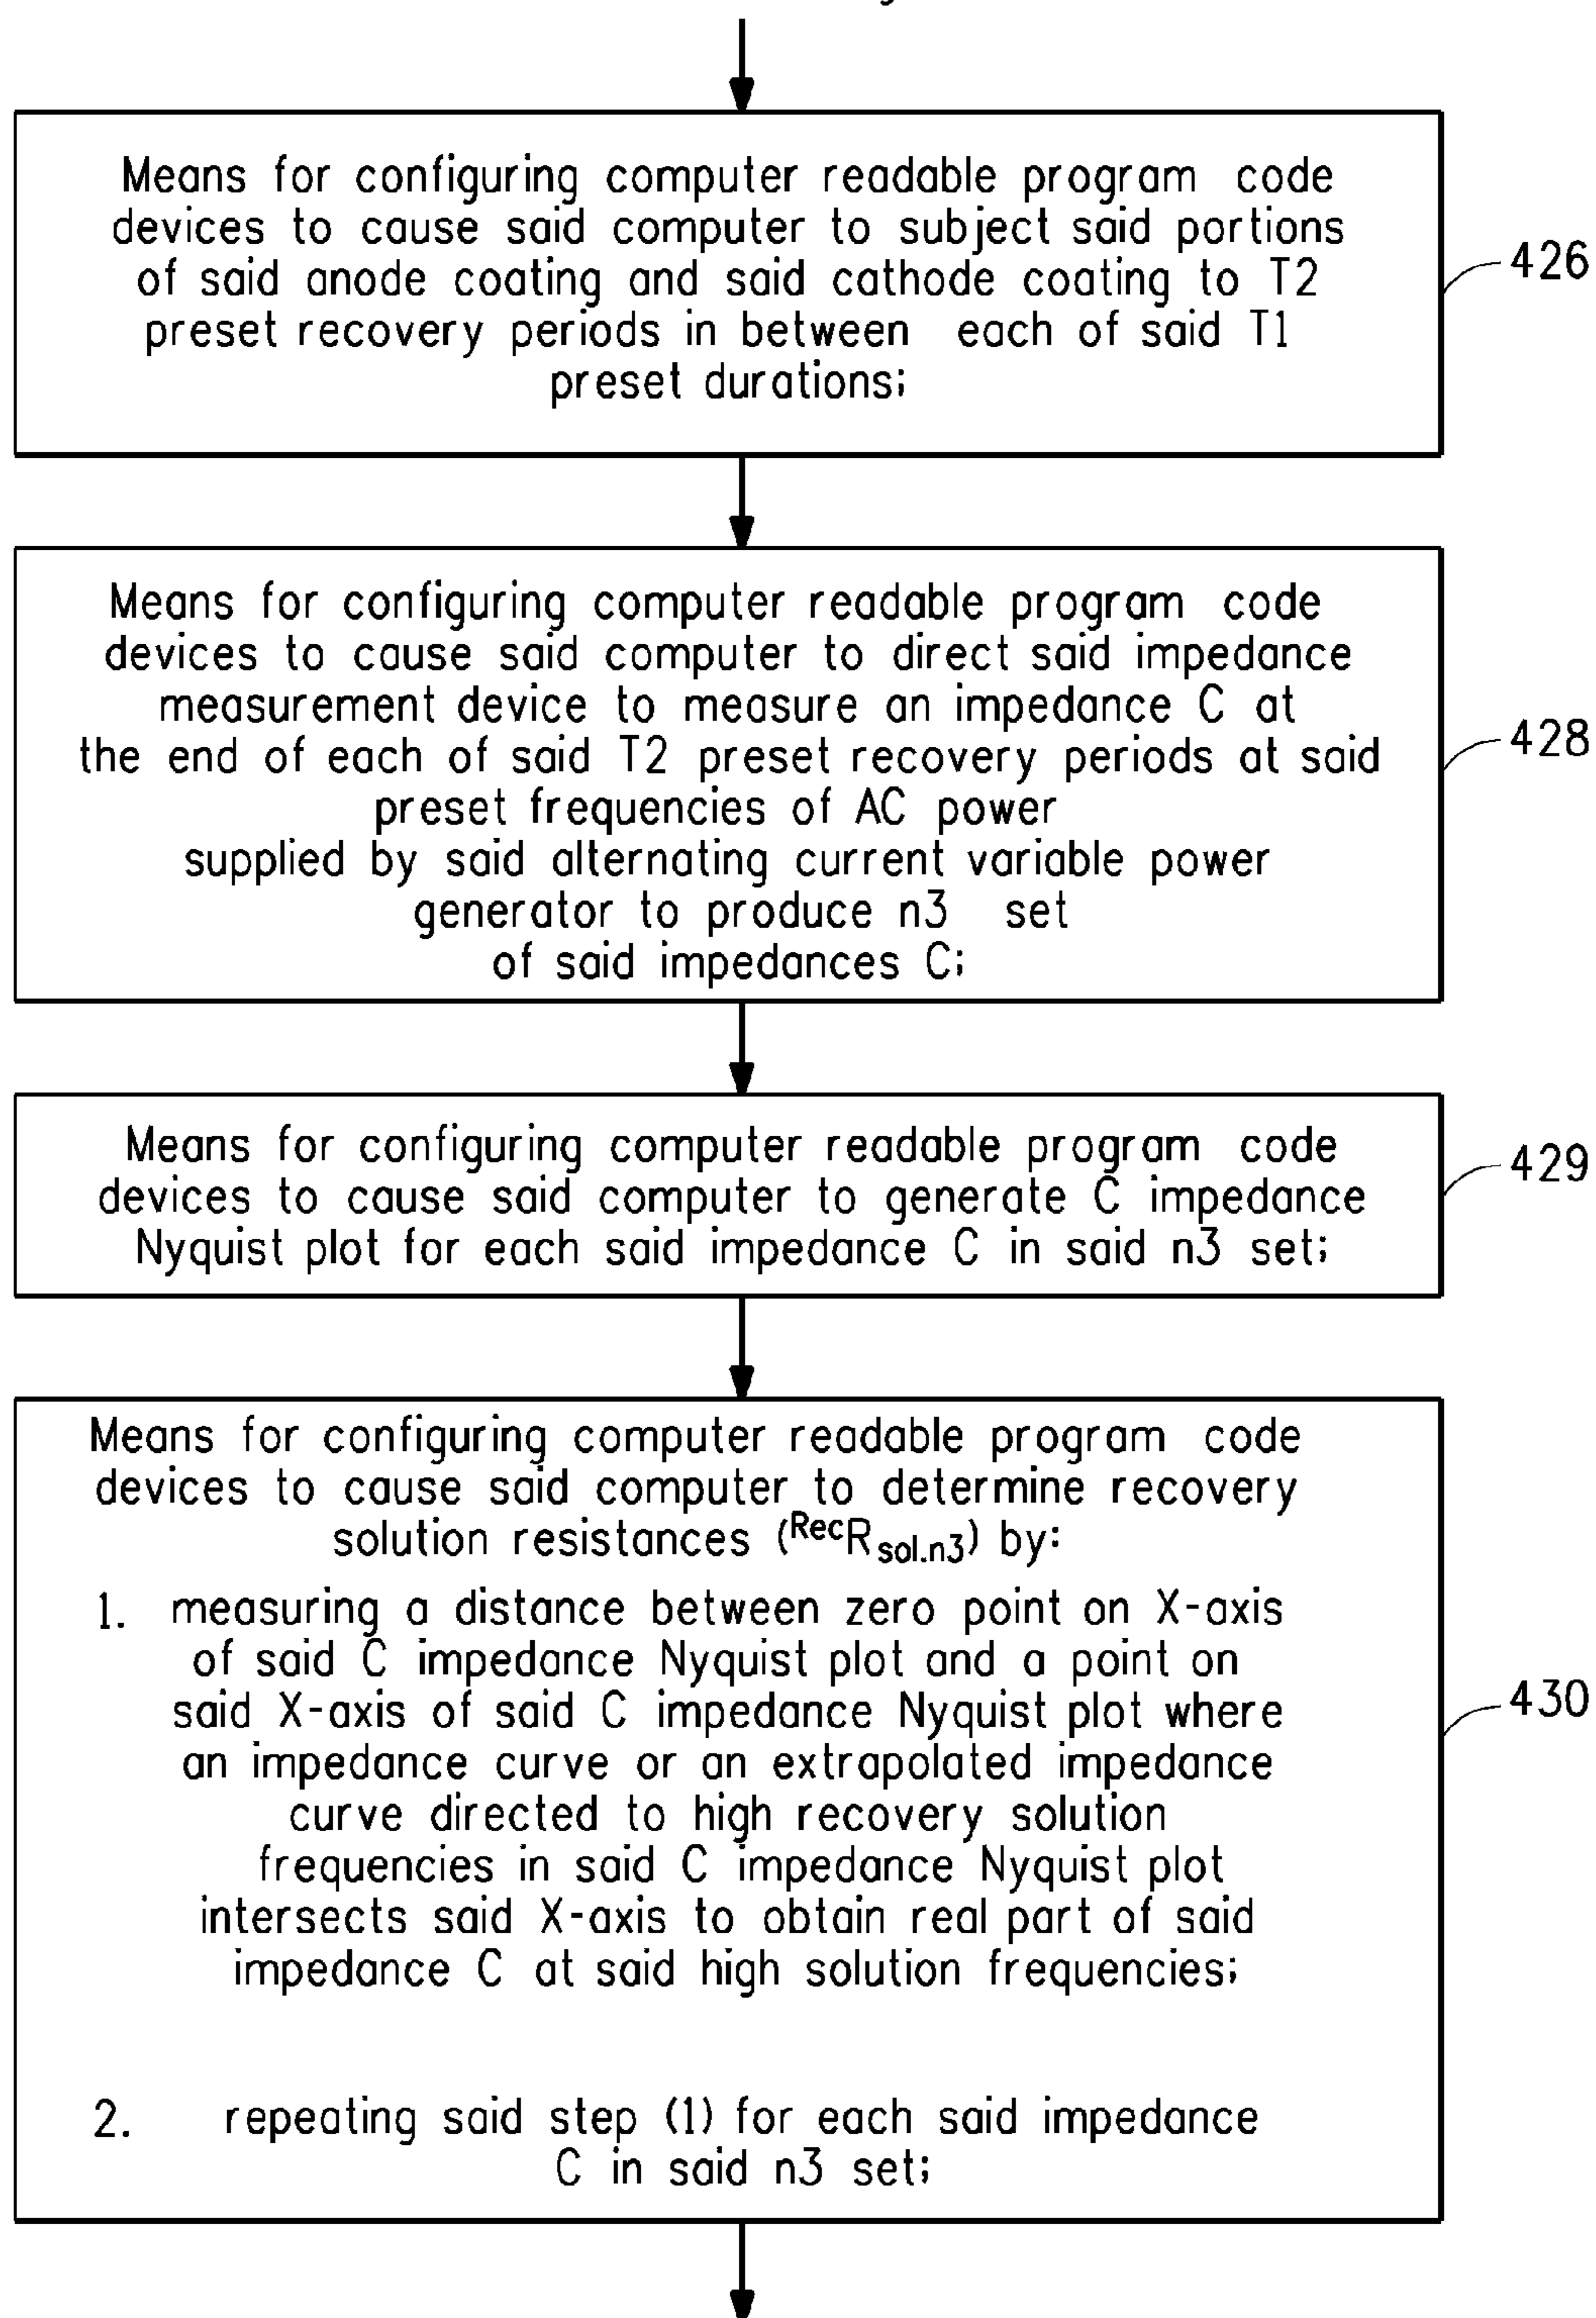 Means for configuring computer readable program code
devices to cause said computer to subject said portions
of said anode coating and said cathode coating to T2
preset recovery periods in between each of said T1
preset durations;
426
Means for configuring computer readable program code
devices to cause said computer to direct said impedance
measurement device to measure an impedance C at
the end of each of said T2 preset recovery periods at said
preset frequencies of AC power
supplied by said alternating current variable power
generator to produce n3 set
of said impedances C;
428
Means for configuring computer readable program code
devices to cause said computer to generate C impedance
Nyquist plot for each said impedance C in said n3 set;
429
Means for configuring computer readable program code
devices to cause said computer to determine recovery
solution resistances (RecRsol.n3) by:
1. measuring a distance between zero point on X-axis
of said C impedance Nyquist plot and a point on
said X-axis of said C impedance Nyquist plot where
an impedance curve or an extrapolated impedance
curve directed to high recovery solution
frequencies in said C impedance Nyquist plot
intersects said X-axis to obtain real part of said
impedance C at said high solution frequencies;
2. repeating said step (1) for each said impedance
C in said n3 set;
430